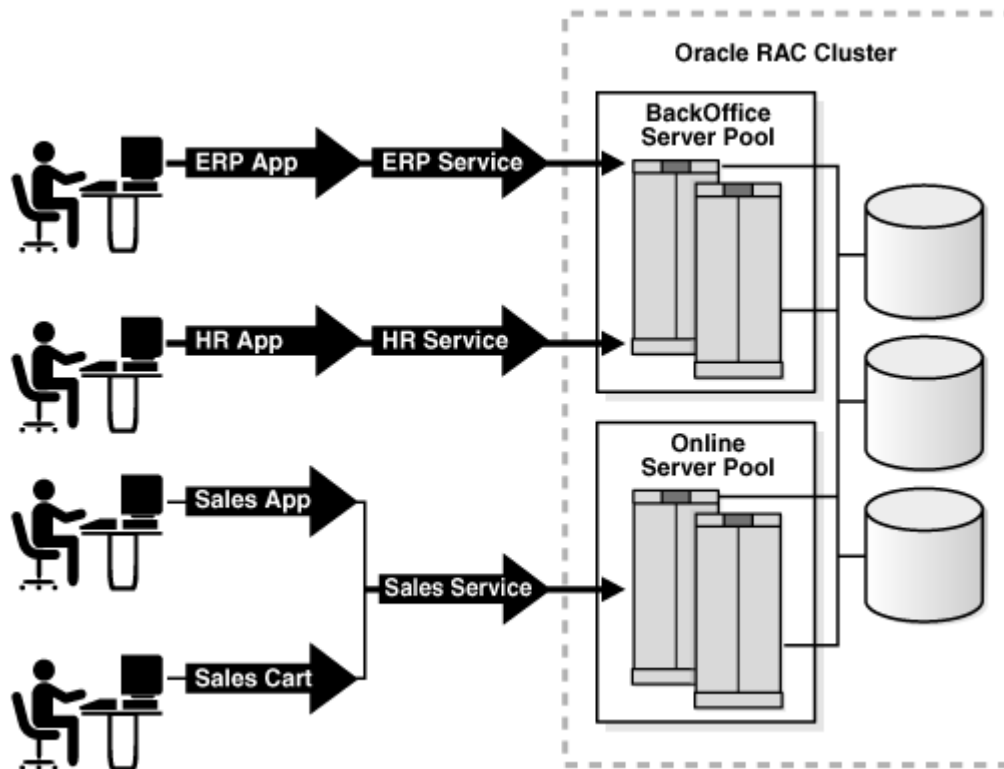 Oracle RAC Cluster
BackOffice
Server Pool
ERP App
ERP Service
HR App
HR Service
Online
Server Pool
Sales App
Sales Service
Sales Cart